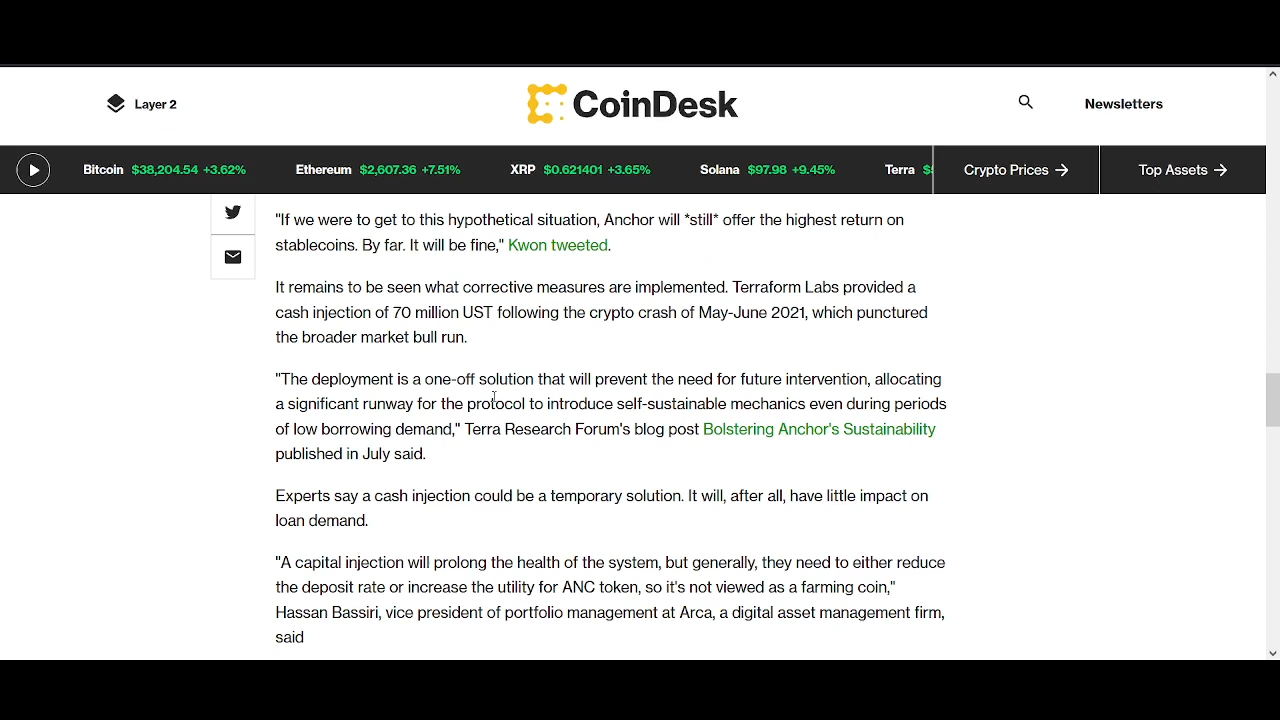 Layer 2
CoinDesk
Newsletters
Bitcoin $38,204.54 +3.62% Ethereum $2,607.36 +7.51% XRP $0.621401 +3.65% Solana $97.98 +9.45% Terra Crypto Prices → Top Assets →
"If we were to get to this hypothetical situation, Anchor will *still* offer the highest return on
stablecoins. By far. It will be fine," Kwon tweeted.
It remains to be seen what corrective measures are implemented. Terraform Labs provided a
cash injection of 70 million UST following the crypto crash of May-June 2021, which punctured
the broader market bull run.
"The deployment is a one-off solution that will prevent the need for future intervention, allocating
a significant runway for the protocol to introduce self-sustainable mechanics even during periods
of low borrowing demand," Terra Research Forum's blog post Bolstering Anchor's Sustainability
published in July said.
Experts say a cash injection could be a temporary solution. It will, after all, have little impact on
loan demand.
"A capital injection will prolong the health of the system, but generally, they need to either reduce
the deposit rate or increase the utility for ANC token, so it's not viewed as a farming coin,"
Hassan Bassiri, vice president of portfolio management at Arca, a digital asset management firm,
said